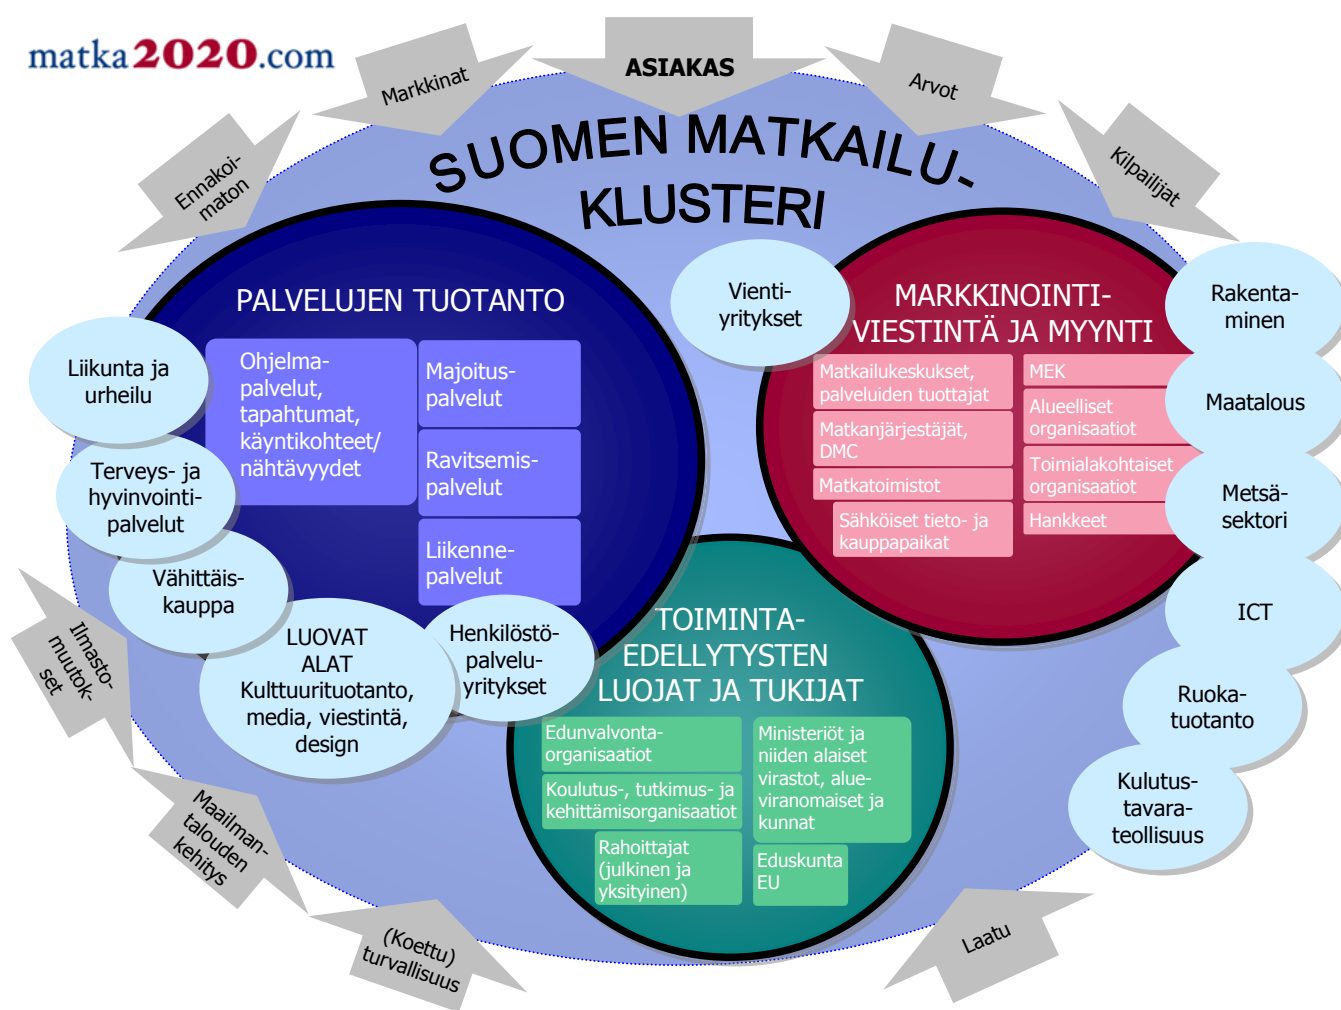 matka2020.com
Markkinat
ASIAKAS
Arvot
Kilpailijat
Ennakoi-
maton
SUOMEN MATKAILU-
KLUSTERI
PALVELUJEN TUOTANTO
Ohjelma-
palvelut,
tapahtumat,
käyntikohteet/
nähtävyydet
Majoitus-
palvelut
Ravitsemis-
palvelut
Liikenne-
palvelut
Liikunta ja
urheilu
Terveys- ja
hyvinvointi-
palvelut
Vähittäis-
kauppa
LUOVAT
ALAT
Kulttuurituotanto,
media, viestintä,
design
Henkilöstö-
palvelu-
yritykset
Vienti-
yritykset
MARKKINOINTI-
VIESTINTÄ JA MYYNTI
Matkailukeskukset,
palveluiden tuottajat
Matkanjärjestäjät,
DMC
Matkatoimistot
Sähköiset tieto- ja
kauppapaikat
MEK
Alueelliset
organisaatiot
Toimialakohtaiset
organisaatiot
Hankkeet
Rakenta-
minen
Maatalous
Metsä-
sektori
ICT
Ruoka-
tuotanto
Kulutus-
tavara-
teollisuus
TOIMINTA-
EDELLYTYSTEN
LUOJAT JA TUKIJAT
Edunvalvonta-
organisaatiot
Koulutus-, tutkimus- ja
kehittämisorganisaatiot
Rahoittajat
(julkinen ja
yksityinen)
Ministeriöt ja
niiden alaiset
virastot, alue-
viranomaiset ja
kunnat
Eduskunta
EU
Ilmasto-
muutok-
set
Maailman-
talouden
kehitys
(Koettu)
turvallisuus
Laatu